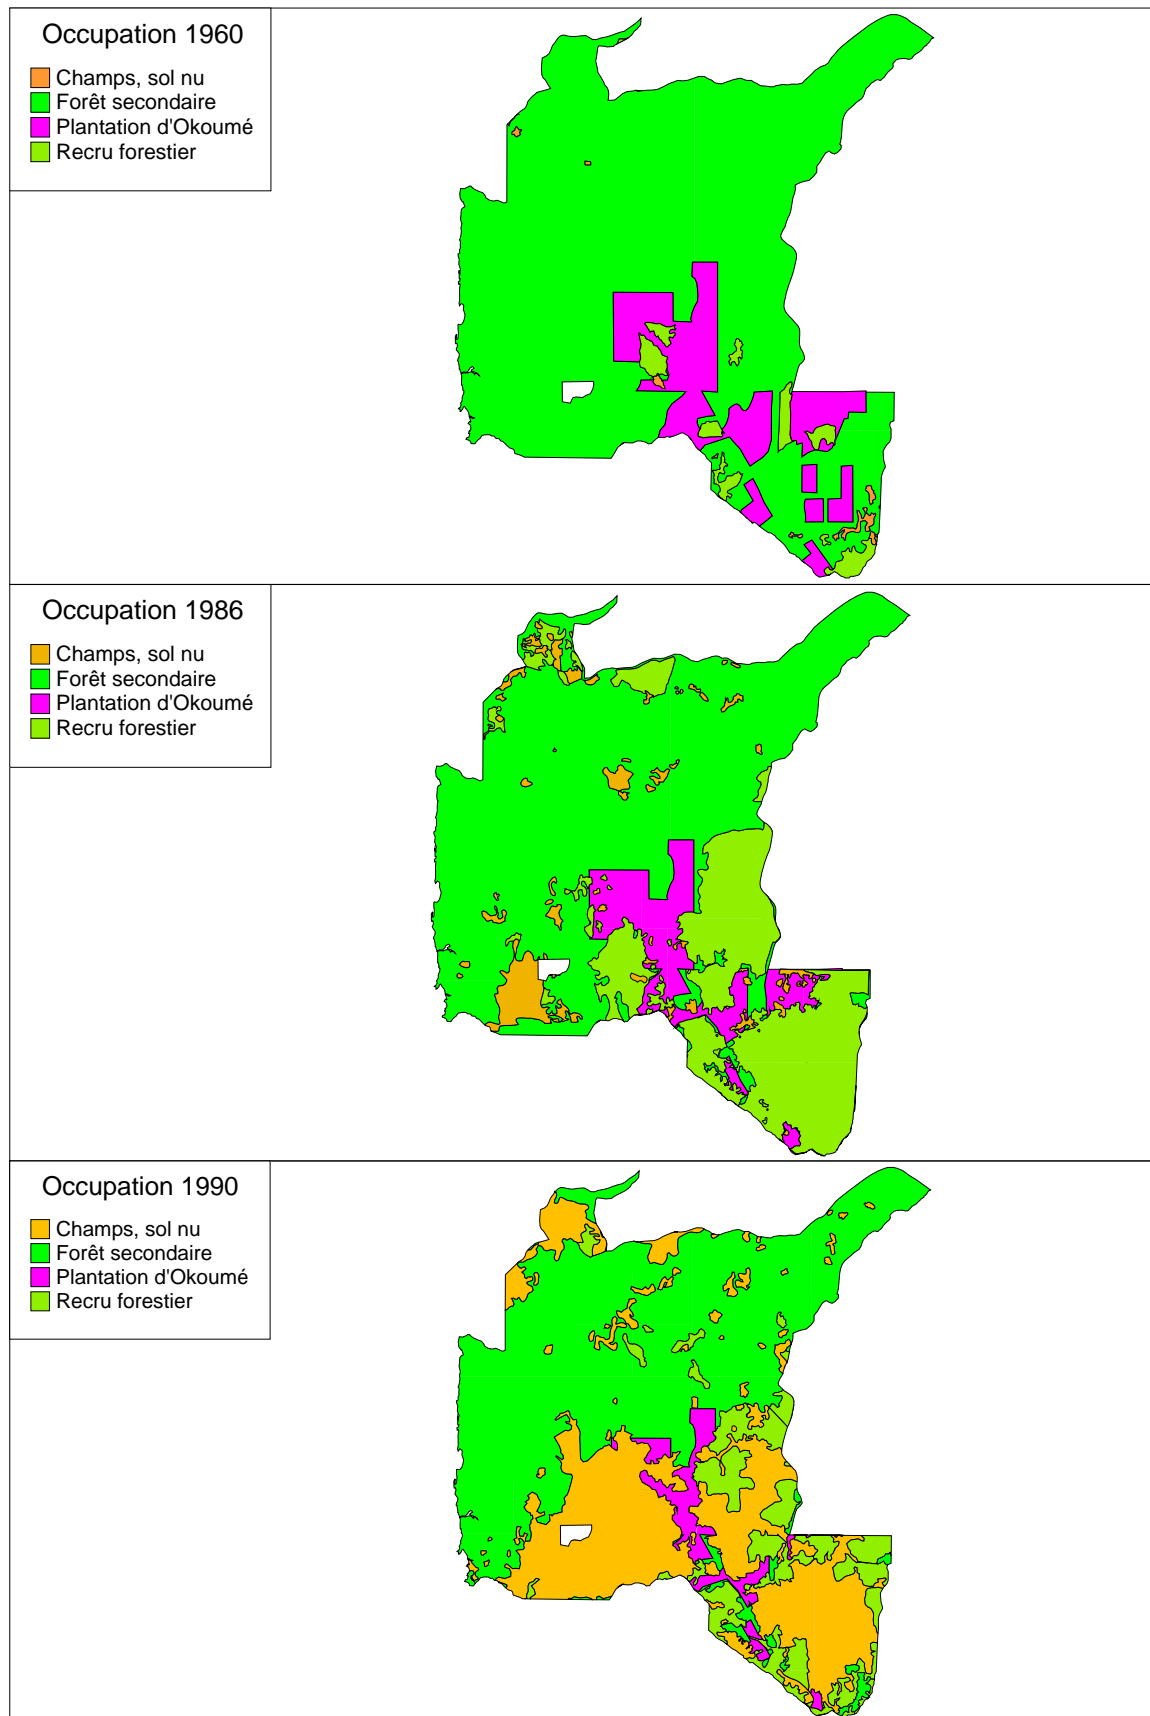 Occupation 1960
Champs, sol nu
Forêt secondaire
Plantation d'Okoumé
Recru forestier
Occupation 1986
Champs, sol nu
Forêt secondaire
Plantation d'Okoumé
Recru forestier
Occupation 1990
Champs, sol nu
Forêt secondaire
Plantation d'Okoumé
Recru forestier